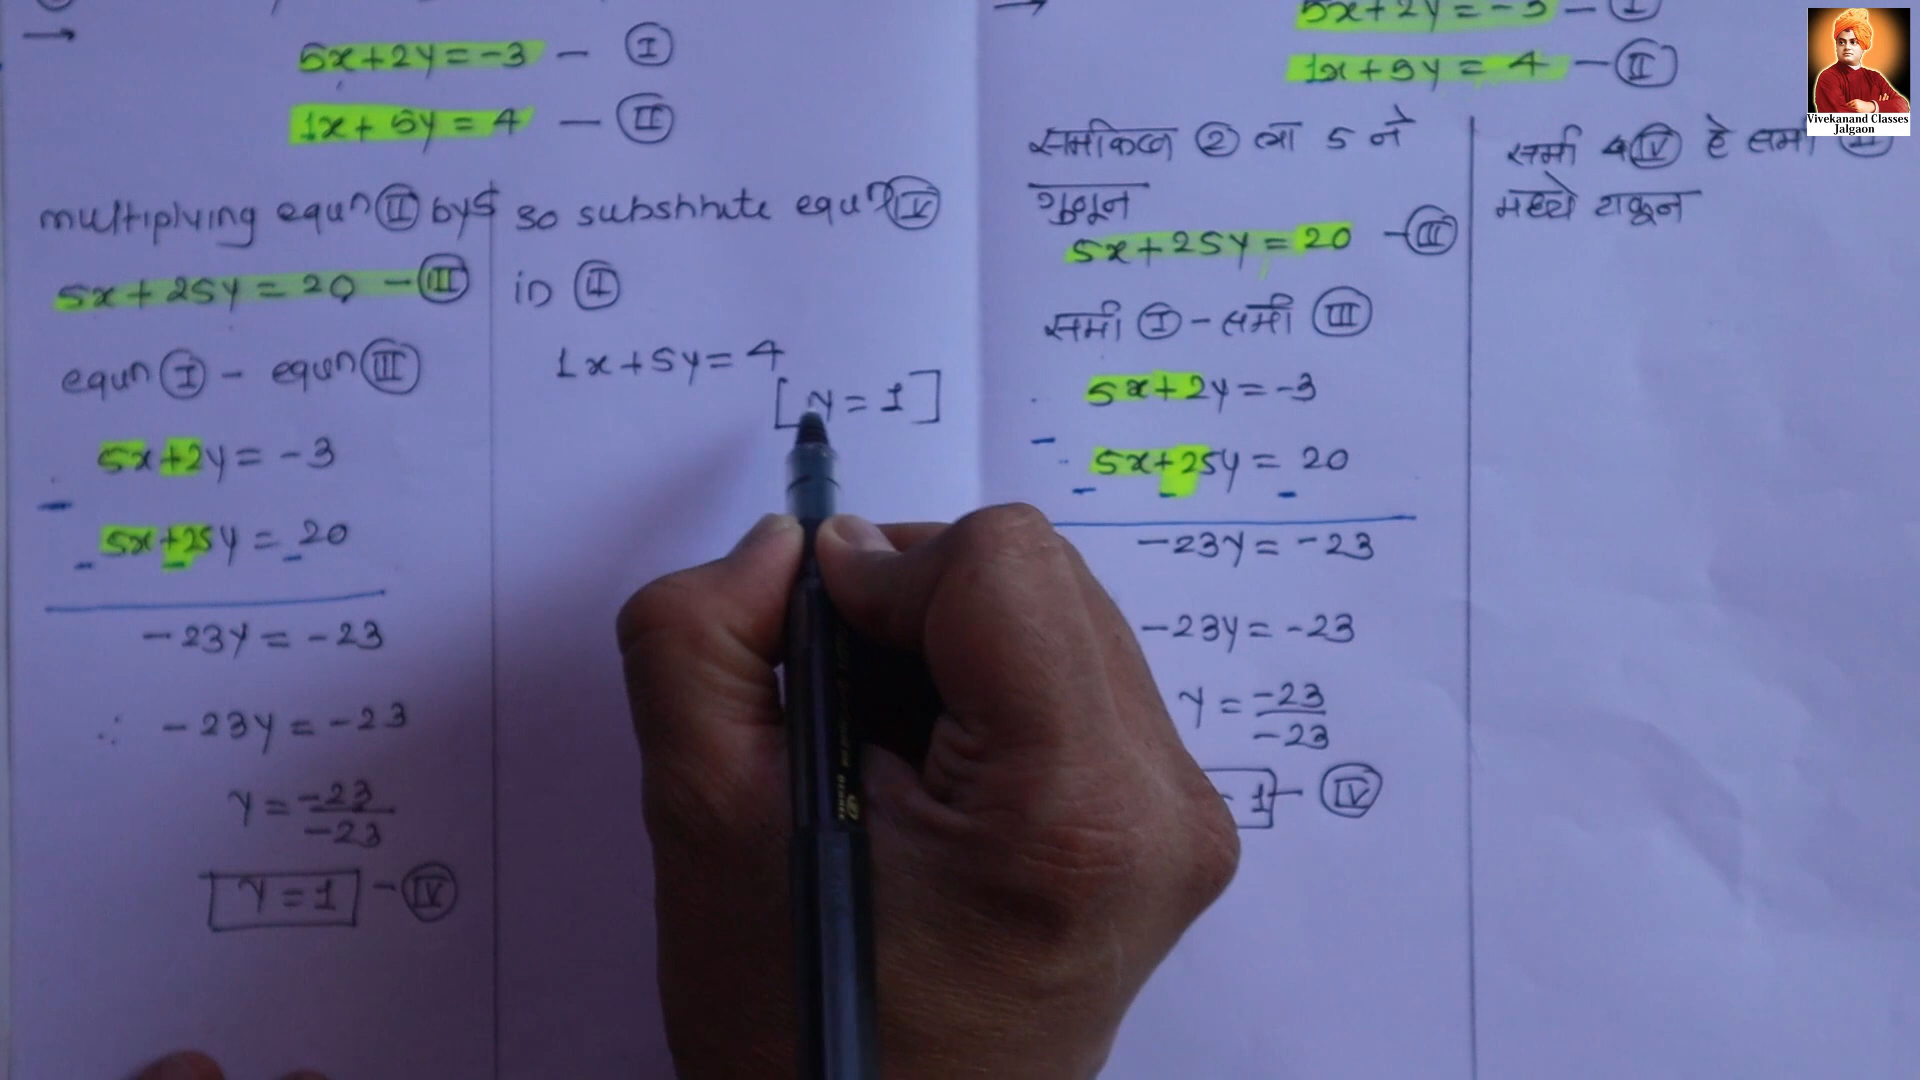 5x+2y=-3 - I
1x+5y=4 - II
multiplying equn II by 5
5x+25y=20 - III
equn I - equn III
5x+2y=-3
-
5x+25y=20
- - -
-23y=-23
∴ -23y=-23
y=-23/-23
y=1 - IV
so substitute equn IV
in II
1x+5y=4
[y=1]
5x+2y=-3 - I
1x+5y=4 - II
समीकरण 2 ला 5 ने
गुणून
5x+25y=20 - III
समी I - समी III
5x+2y=-3
-
5x+25y=20
- - -
-23y=-23
-23y=-23
y=-23/-23
1 - IV
समी IV हे समी II
मध्ये टाकून
Vivekanand Classes
Jalgaon